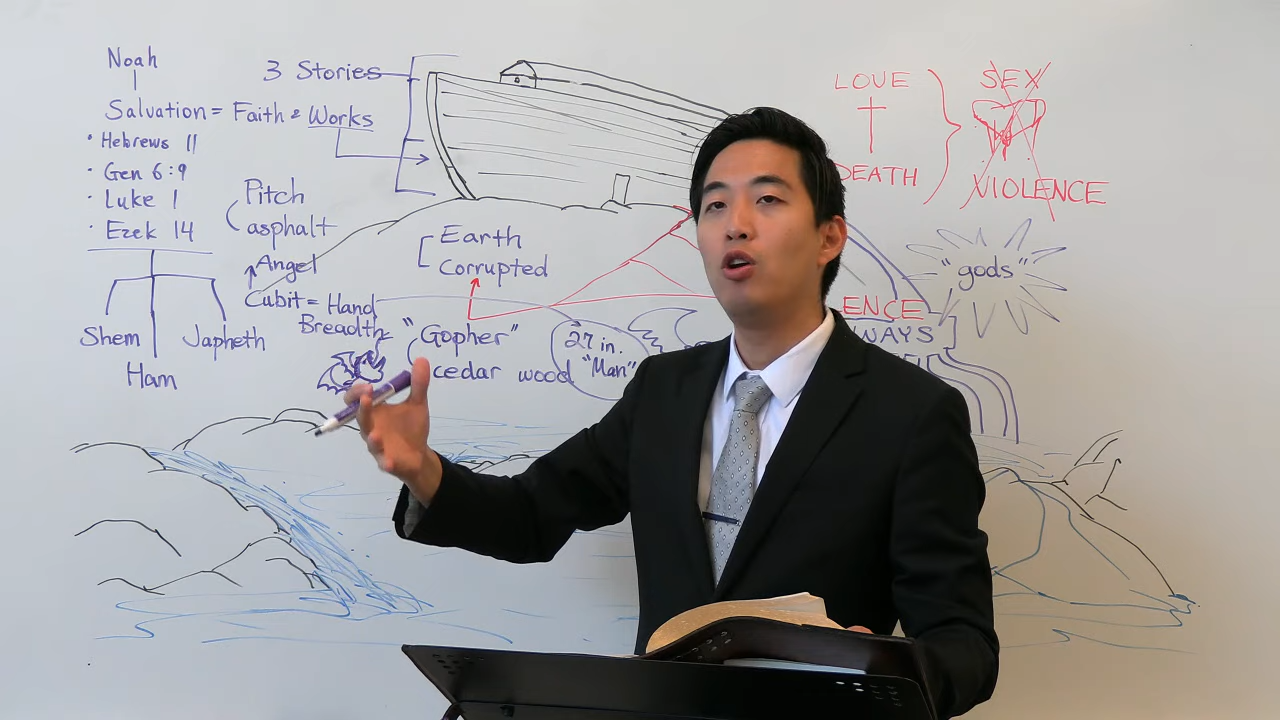 Noah
Salvation = Faith & Works
• Hebrews 11
• Gen 6:9
• Luke 1
• Ezek 14
Shem
Ham
Japheth
3 Stories
Pitch
asphalt
Angel
Cubit = Hand
Breadth
Earth
Corrupted
"Gopher"
cedar wood
27 in.
"Man"
LOVE
DEATH
SEX
VIOLENCE
"gods"
LENCE
WAYS